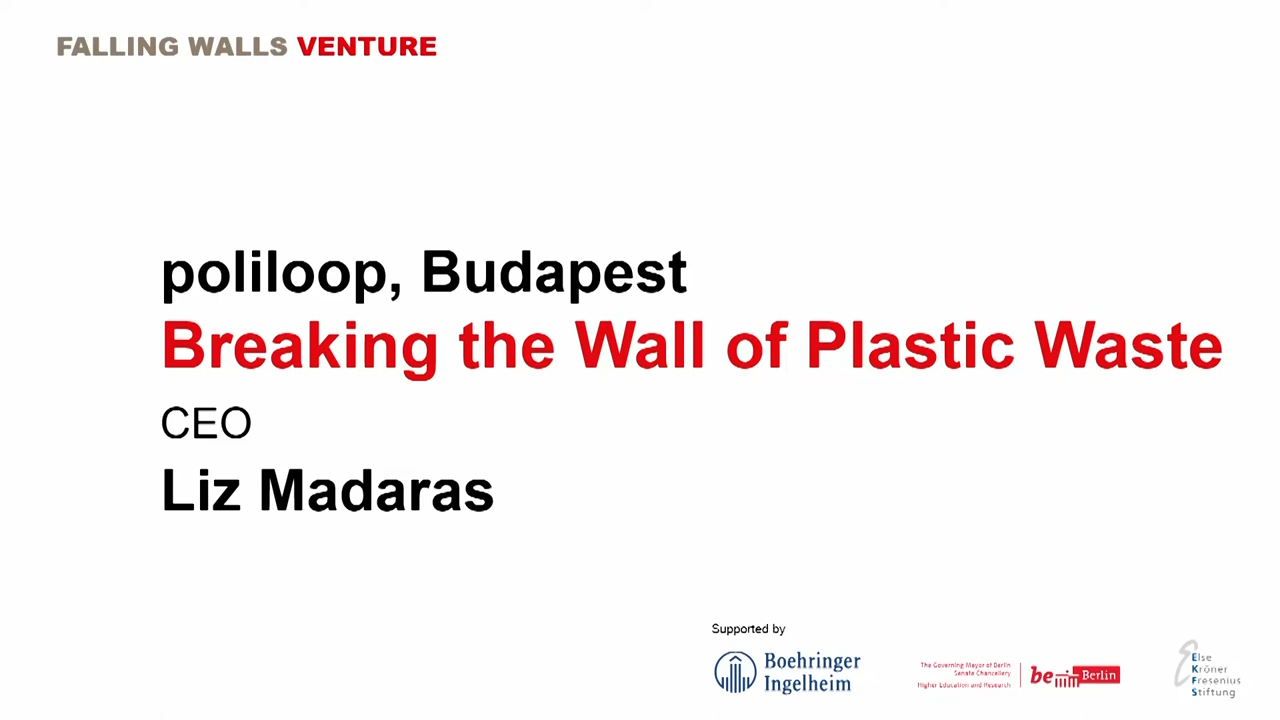 FALLING WALLS VENTURE
poliloop, Budapest
Breaking the Wall of Plastic Waste
CEO
Liz Madaras
Supported by
Boehringer
Ingelheim
The Governing Mayor of Berlin
Senate Chancellery
Higher Education and Research
be Berlin
Else
Kröner
Fresenius
Stiftung